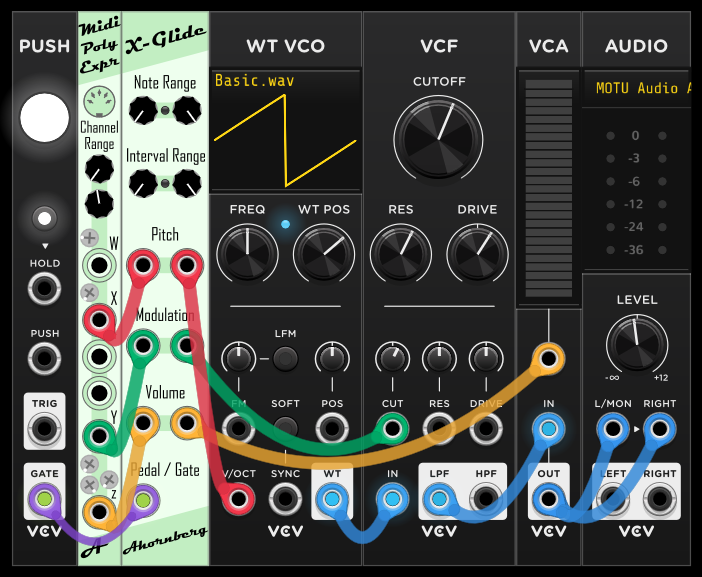 PUSH
HOLD
PUSH
TRIG
GATE
VCV
Midi
Poly
Expr
Channel
Range
W
X
Y
Z
A
X-Glide
Note Range
Interval Range
Pitch
Modulation
Volume
Pedal / Gate
Ahornberg
WT VCO
Basic.wav
FREQ WT POS
LFM
FM SOFT POS
V/OCT SYNC WT
VCV
VCF
CUTOFF
RES DRIVE
CUT RES DRIVE
IN LPF HPF
VCV
VCA
IN
OUT
VCV
AUDIO
MOTU Audio A
0
-3
-6
-12
-24
-36
LEVEL
-∞ +12
L/MON RIGHT
LEFT RIGHT
VCV